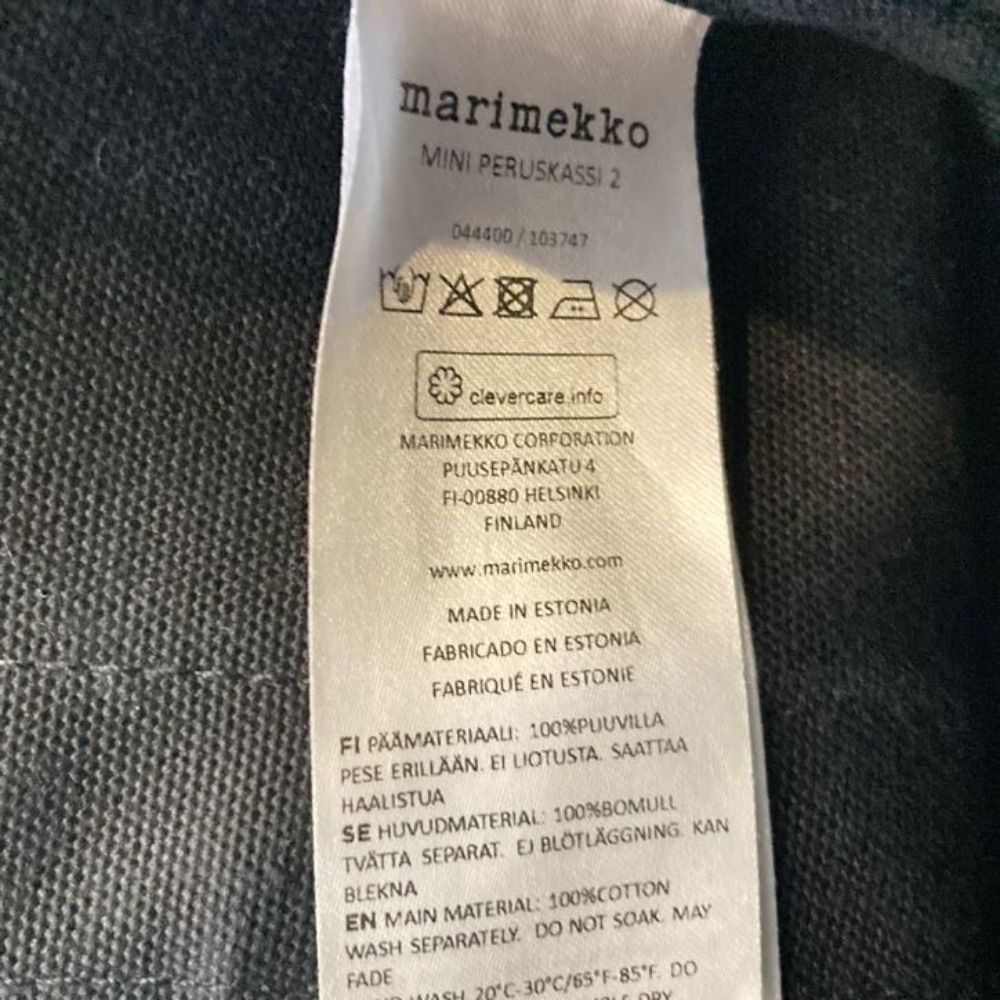 marimekko
MINI PERUSKASSI 2
044400 / 103747
clevercare.info
MARIMEKKO CORPORATION
PUUSEPÄNKATU 4
FI-00880 HELSINKI
FINLAND
www.marimekko.com
MADE IN ESTONIA
FABRICADO EN ESTONIA
FABRIQUÉ EN ESTONIE
FI PÄÄMATERIAALI: 100%PUUVILLA
PESE ERILLÄÄN. EI LIOTUSTA. SAATTAA
HAALISTUA
SE HUVUDMATERIAL: 100%BOMULL
TVÄTTA SEPARAT. EJ BLÖTLÄGGNING. KAN
BLEKNA
EN MAIN MATERIAL: 100%COTTON
WASH SEPARATELY. DO NOT SOAK. MAY
FADE
WASH 20°C-30°C/65°F-85°F. DO
DRY